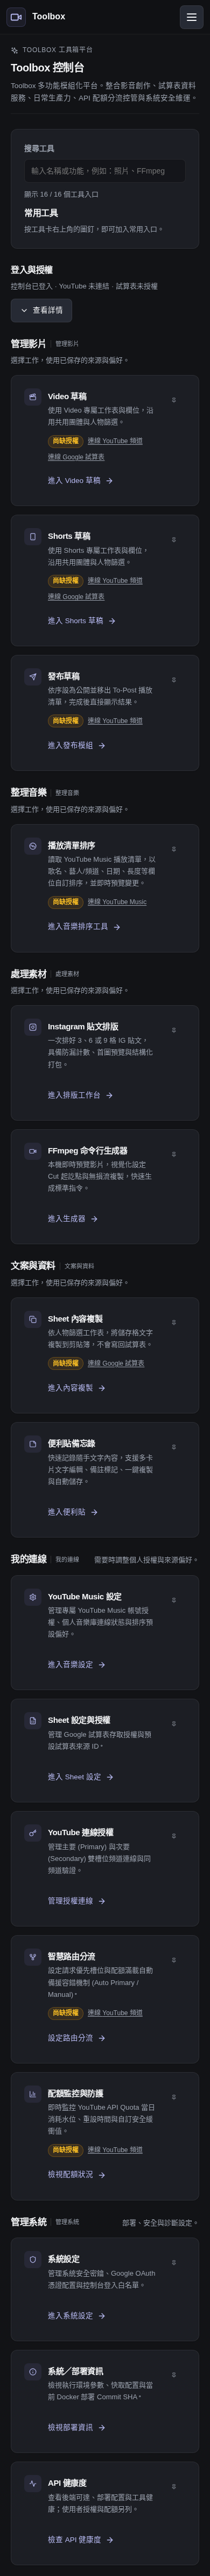 Toolbox
TOOLBOX 工具箱平台
Toolbox 控制台
Toolbox 多功能模組化平台。整合影音創作、試算表資料
服務、日常生產力、API 配額分流控管與系統安全維運。
搜尋工具
輸入名稱或功能，例如：照片、FFmpeg
顯示 16 / 16 個工具入口
常用工具
按工具卡右上角的圖釘，即可加入常用入口。
登入與授權
控制台已登入 · YouTube 未連結 · 試算表未授權
查看詳情
管理影片 管理影片
選擇工作，使用已保存的來源與偏好。
Video 草稿
使用 Video 專屬工作表與欄位，沿
用共用團體與人物篩選。
尚缺授權 連線 YouTube 頻道
連線 Google 試算表
進入 Video 草稿
Shorts 草稿
使用 Shorts 專屬工作表與欄位，
沿用共用團體與人物篩選。
尚缺授權 連線 YouTube 頻道
連線 Google 試算表
進入 Shorts 草稿
發布草稿
依序設為公開並移出 To-Post 播放
清單，完成後直接顯示結果。
尚缺授權 連線 YouTube 頻道
進入發布模組
整理音樂 整理音樂
選擇工作，使用已保存的來源與偏好。
播放清單排序
讀取 YouTube Music 播放清單，以
歌名、藝人/頻道、日期、長度等欄
位自訂排序，並即時預覽變更。
尚缺授權 連線 YouTube Music
進入音樂排序工具
處理素材 處理素材
選擇工作，使用已保存的來源與偏好。
Instagram 貼文排版
一次排好 3、6 或 9 格 IG 貼文，
具備防漏計數、首圖預覽與結構化
打包。
進入排版工作台
FFmpeg 命令行生成器
本機即時預覽影片，視覺化設定
Cut 起訖點與無損流複製，快速生
成標準指令。
進入生成器
文案與資料 文案與資料
選擇工作，使用已保存的來源與偏好。
Sheet 內容複製
依人物篩選工作表，將儲存格文字
複製到剪貼簿，不會寫回試算表。
尚缺授權 連線 Google 試算表
進入內容複製
便利貼備忘錄
快速記錄隨手文字內容，支援多卡
片文字編輯、備註標記、一鍵複製
與自動儲存。
進入便利貼
我的連線 我的連線 需要時調整個人授權與來源偏好。
YouTube Music 設定
管理專屬 YouTube Music 帳號授
權、個人音樂庫連線狀態與排序預
設偏好。
進入音樂設定
Sheet 設定與授權
管理 Google 試算表存取授權與預
設試算表來源 ID。
進入 Sheet 設定
YouTube 連線授權
管理主要 (Primary) 與次要
(Secondary) 雙槽位頻道連線與同
頻道驗證。
管理授權連線
智慧路由分流
設定請求優先槽位與配額滿載自動
備援容錯機制 (Auto Primary /
Manual)。
尚缺授權 連線 YouTube 頻道
設定路由分流
配額監控與防護
即時監控 YouTube API Quota 當日
消耗水位、重設時間與自訂安全緩
衝值。
尚缺授權 連線 YouTube 頻道
檢視配額狀況
管理系統 管理系統 部署、安全與診斷設定。
系統設定
管理系統安全密鑰、Google OAuth
憑證配置與控制台登入白名單。
進入系統設定
系統／部署資訊
檢視執行環境參數、快取配置與當
前 Docker 部署 Commit SHA。
檢視部署資訊
API 健康度
查看後端可達、部署配置與工具健
康；使用者授權與配額另列。
檢查 API 健康度